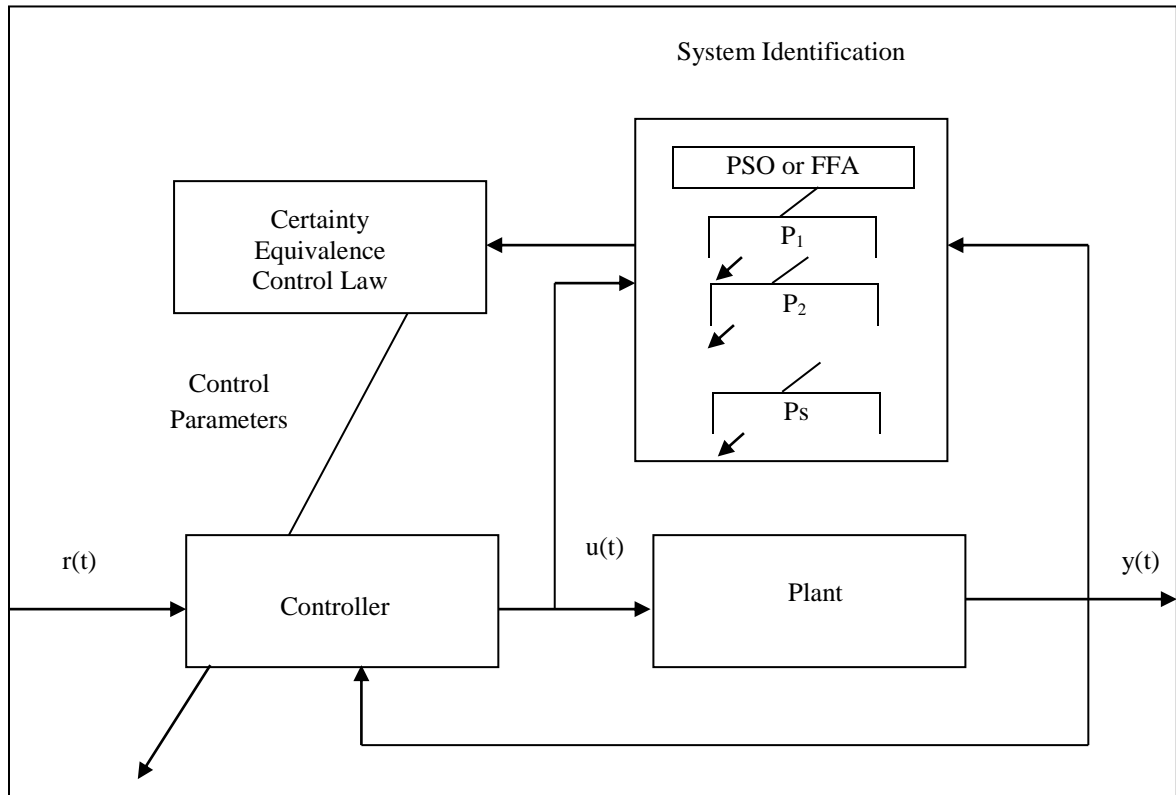 System Identification
PSO or FFA
P₁
P₂
Ps
Certainty
Equivalence
Control Law
Control
Parameters
r(t)
Controller
u(t)
Plant
y(t)